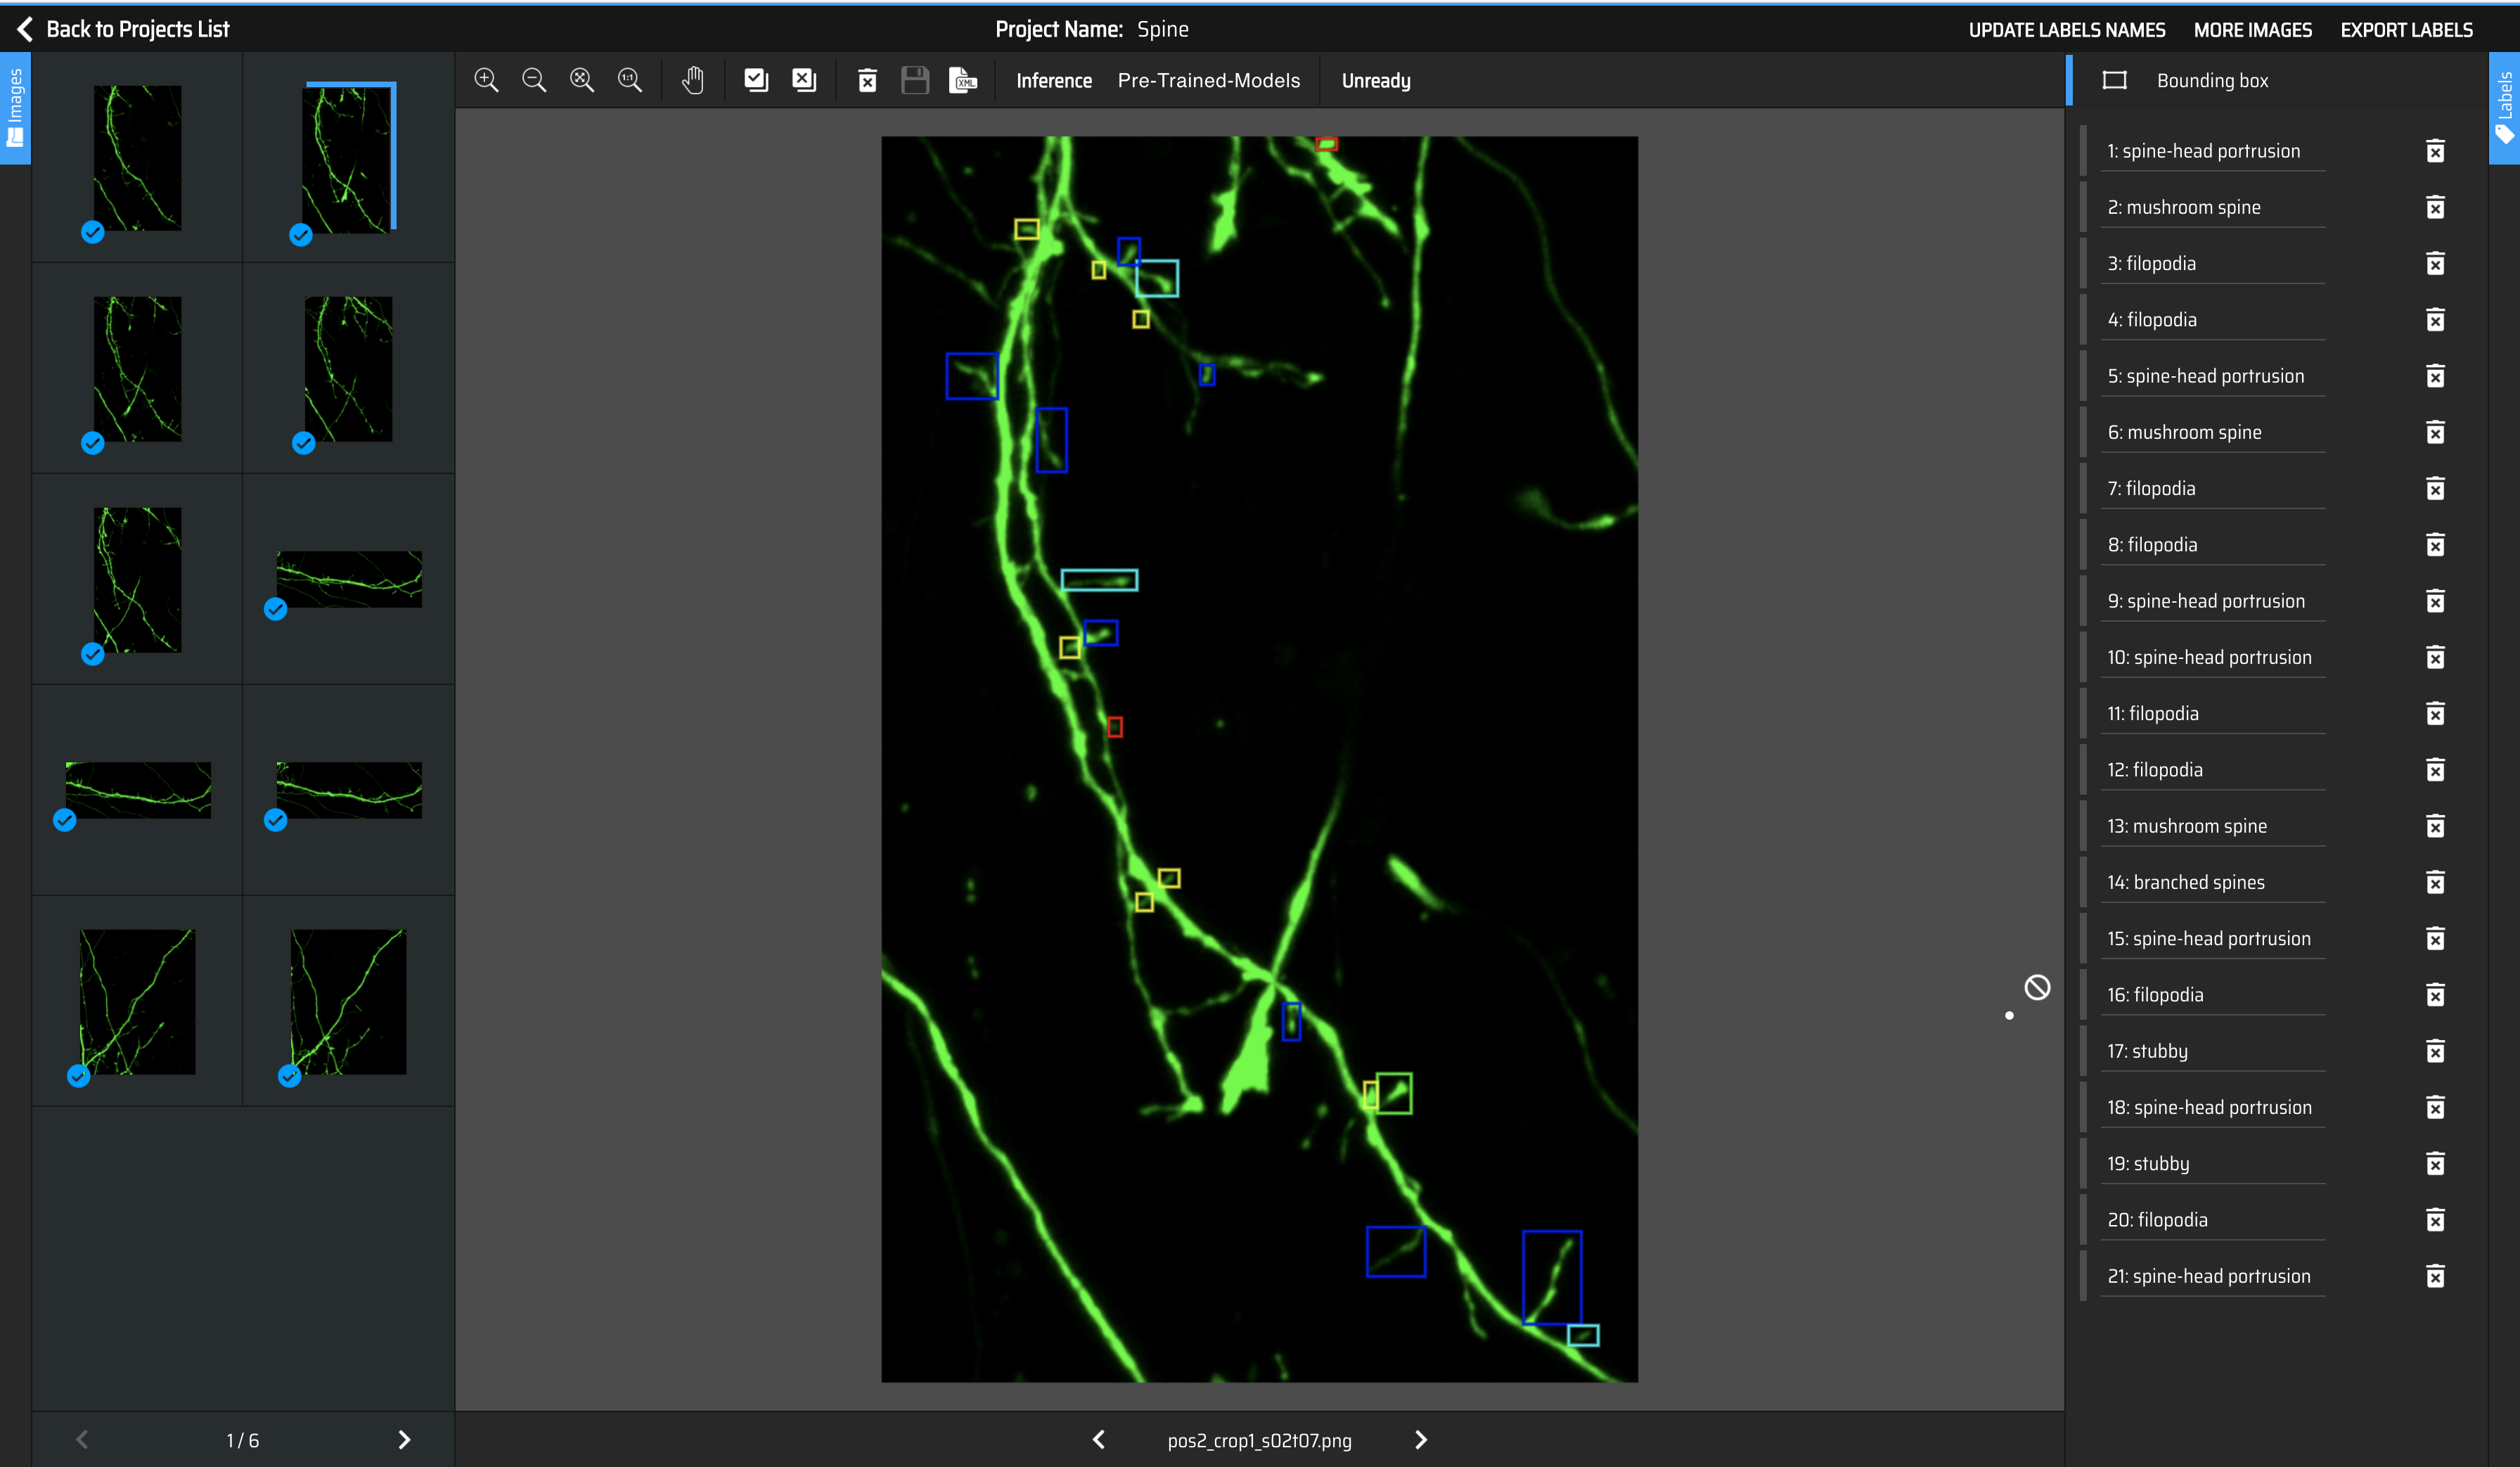 Back to Projects List
Project Name: Spine
UPDATE LABELS NAMES
MORE IMAGES
EXPORT LABELS
Images
1:1
XML
Inference
Pre-Trained-Models
Unready
Bounding box
Labels
1: spine-head portrusion
2: mushroom spine
3: filopodia
4: filopodia
5: spine-head portrusion
6: mushroom spine
7: filopodia
8: filopodia
9: spine-head portrusion
10: spine-head portrusion
11: filopodia
12: filopodia
13: mushroom spine
14: branched spines
15: spine-head portrusion
16: filopodia
17: stubby
18: spine-head portrusion
19: stubby
20: filopodia
21: spine-head portrusion
1 / 6
pos2_crop1_s02t07.png